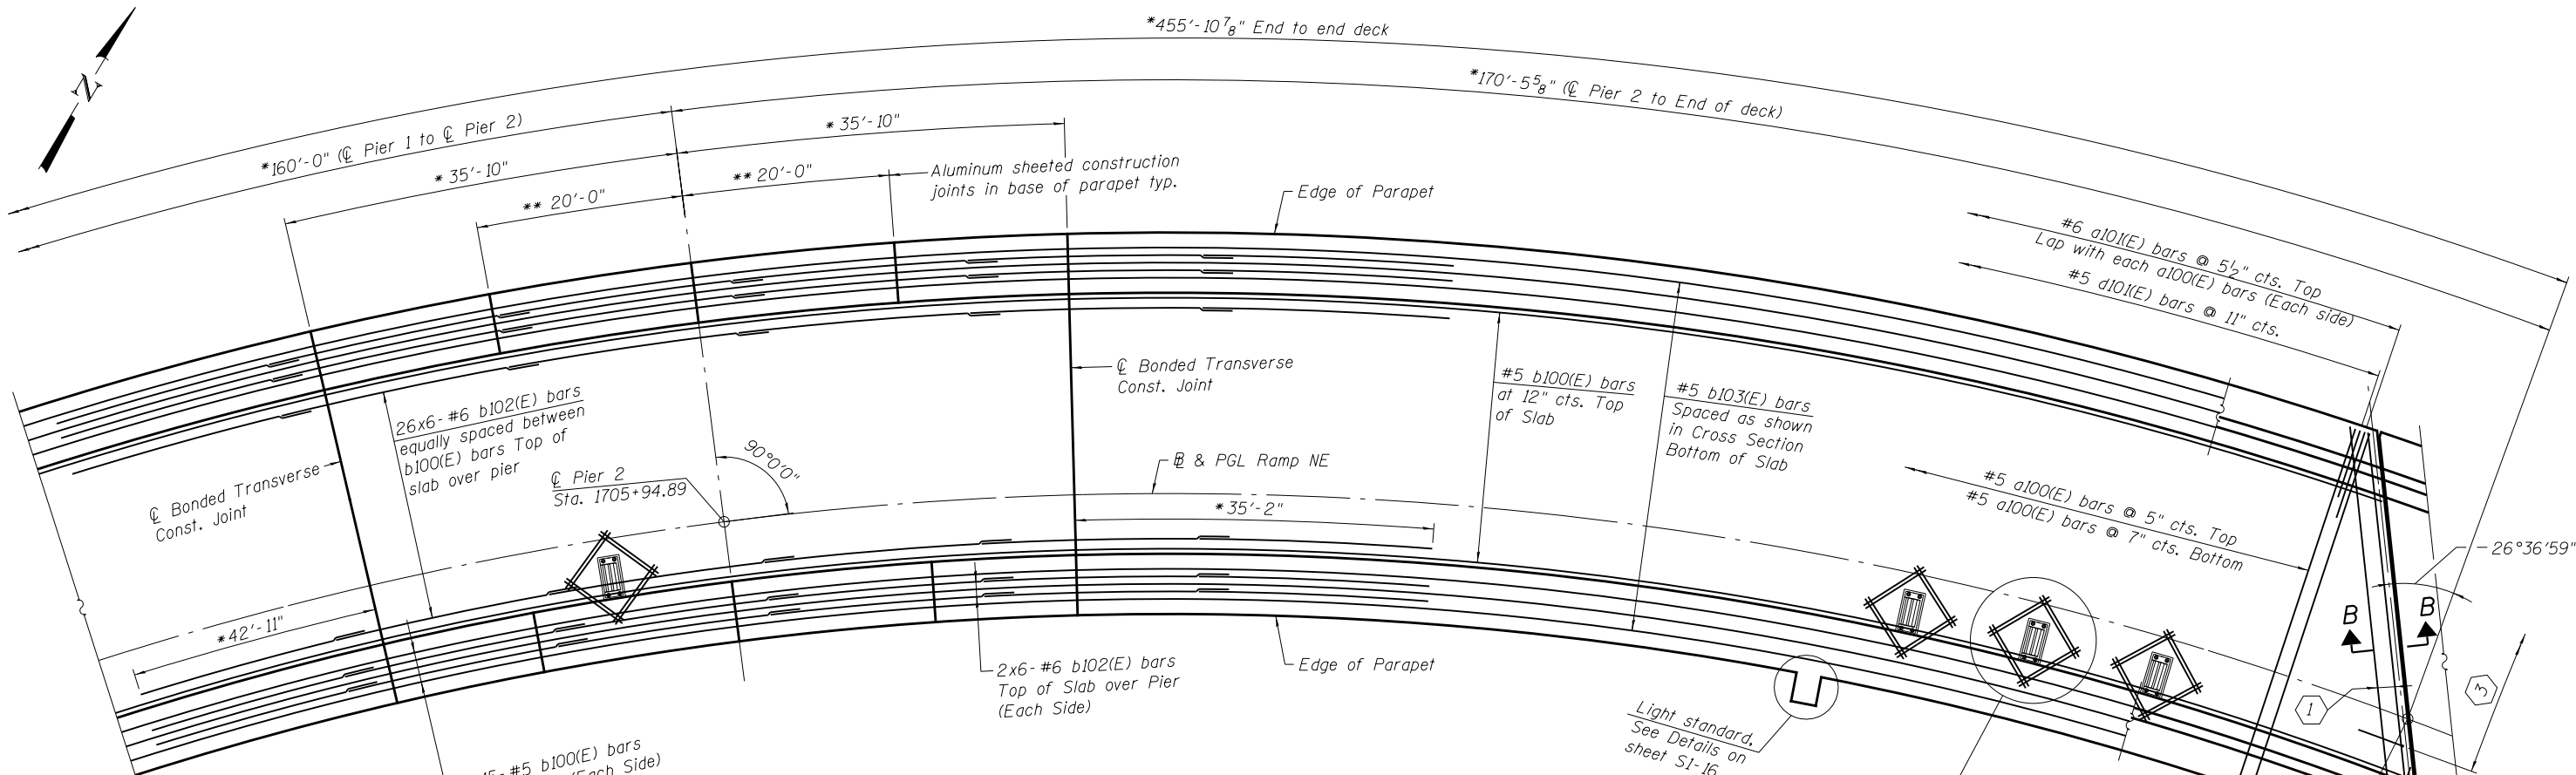 *455'-10 7/8" End to end deck
*170'-5 5/8" (℄ Pier 2 to End of deck)
N
*160'-0" (℄ Pier 1 to ℄ Pier 2)
* 35'-10"
* 35'-10"
** 20'-0"
** 20'-0"
Aluminum sheeted construction
joints in base of parapet typ.
Edge of Parapet
#6 a101(E) bars @ 5 1/2" cts. Top
Lap with each a100(E) bars (Each side)
#5 d101(E) bars @ 11" cts.
℄ Bonded Transverse
Const. Joint
26x6-#6 b102(E) bars
equally spaced between
b100(E) bars Top of
slab over pier
℄ Pier 2
Sta. 1705+94.89
90°0'0"
℄ Bonded Transverse
Const. Joint
#5 b100(E) bars
at 12" cts. Top
of Slab
#5 b103(E) bars
Spaced as shown
in Cross Section
Bottom of Slab
& PGL Ramp NE
*35'-2"
#5 a100(E) bars @ 5" cts. Top
#5 a100(E) bars @ 7" cts. Bottom
26°36'59"
B
B
*42'-11"
2x6-#6 b102(E) bars
Top of Slab over Pier
(Each Side)
Edge of Parapet
Light standard.
See Details on
sheet S1-16
1
3
#5 b100(E) bars
(Each Side)